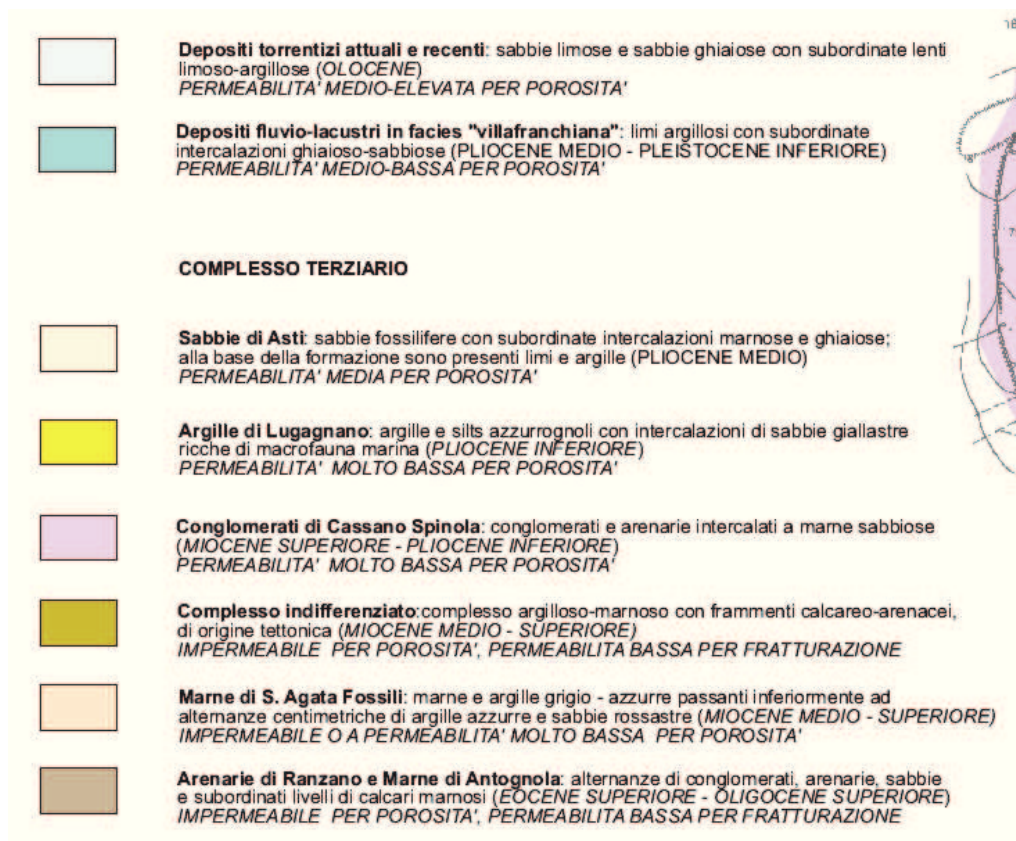 Depositi torrentizi attuali e recenti: sabbie limose e sabbie ghiaiose con subordinate lenti
limoso-argillose (OLOCENE)
PERMEABILITA' MEDIO-ELEVATA PER POROSITA'
Depositi fluvio-lacustri in facies "villafranchiana": limi argillosi con subordinate
intercalazioni ghiaioso-sabbiose (PLIOCENE MEDIO - PLEISTOCENE INFERIORE)
PERMEABILITA' MEDIO-BASSA PER POROSITA'
COMPLESSO TERZIARIO
Sabbie di Asti: sabbie fossilifere con subordinate intercalazioni marnose e ghiaiose;
alla base della formazione sono presenti limi e argille (PLIOCENE MEDIO)
PERMEABILITA' MEDIA PER POROSITA'
Argille di Lugagnano: argille e silts azzurrognoli con intercalazioni di sabbie giallastre
ricche di macrofauna marina (PLIOCENE INFERIORE)
PERMEABILITA' MOLTO BASSA PER POROSITA'
Conglomerati di Cassano Spinola: conglomerati e arenarie intercalati a marne sabbiose
(MIOCENE SUPERIORE - PLIOCENE INFERIORE)
PERMEABILITA' MOLTO BASSA PER POROSITA'
Complesso indifferenziato:complesso argilloso-marnoso con frammenti calcareo-arenacei,
di origine tettonica (MIOCENE MEDIO - SUPERIORE)
IMPERMEABILE PER POROSITA', PERMEABILITA BASSA PER FRATTURAZIONE
Marne di S. Agata Fossili: marne e argille grigio - azzurre passanti inferiormente ad
alternanze centimetriche di argille azzurre e sabbie rossastre (MIOCENE MEDIO - SUPERIORE)
IMPERMEABILE O A PERMEABILITA' MOLTO BASSA PER POROSITA'
Arenarie di Ranzano e Marne di Antognola: alternanze di conglomerati, arenarie, sabbie
e subordinati livelli di calcari marnosi (EOCENE SUPERIORE - OLIGOCENE SUPERIORE)
IMPERMEABILE PER POROSITA', PERMEABILITA BASSA PER FRATTURAZIONE